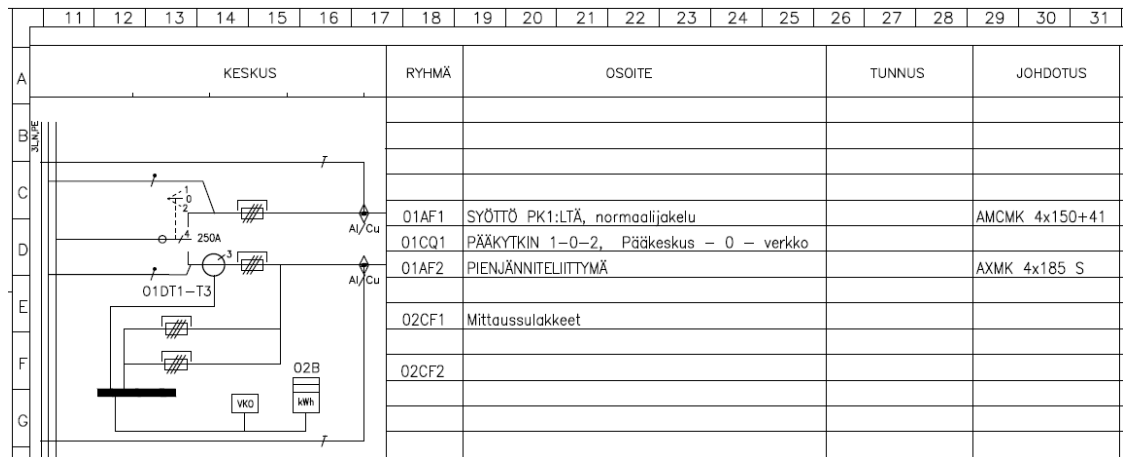 11 12 13 14 15 16 17 18 19 20 21 22 23 24 25 26 27 28 29 30 31
A KESKUS RYHMÄ OSOITE TUNNUS JOHDOTUS
B
3L,N,PE
C
1
0
2
01AF1 SYÖTTÖ PK1:LTÄ, normaalijakelu AMCMK 4x150+41
Al/Cu
D 4 250A 01CQ1 PÄÄKYTKIN 1-0-2, Pääkeskus - 0 - verkko
3 01AF2 PIENJÄNNITELIITTYMÄ AXMK 4x185 S
Al/Cu
01DT1-T3
E
02CF1 Mittaussulakkeet
F 02B 02CF2
VKO kWh
G